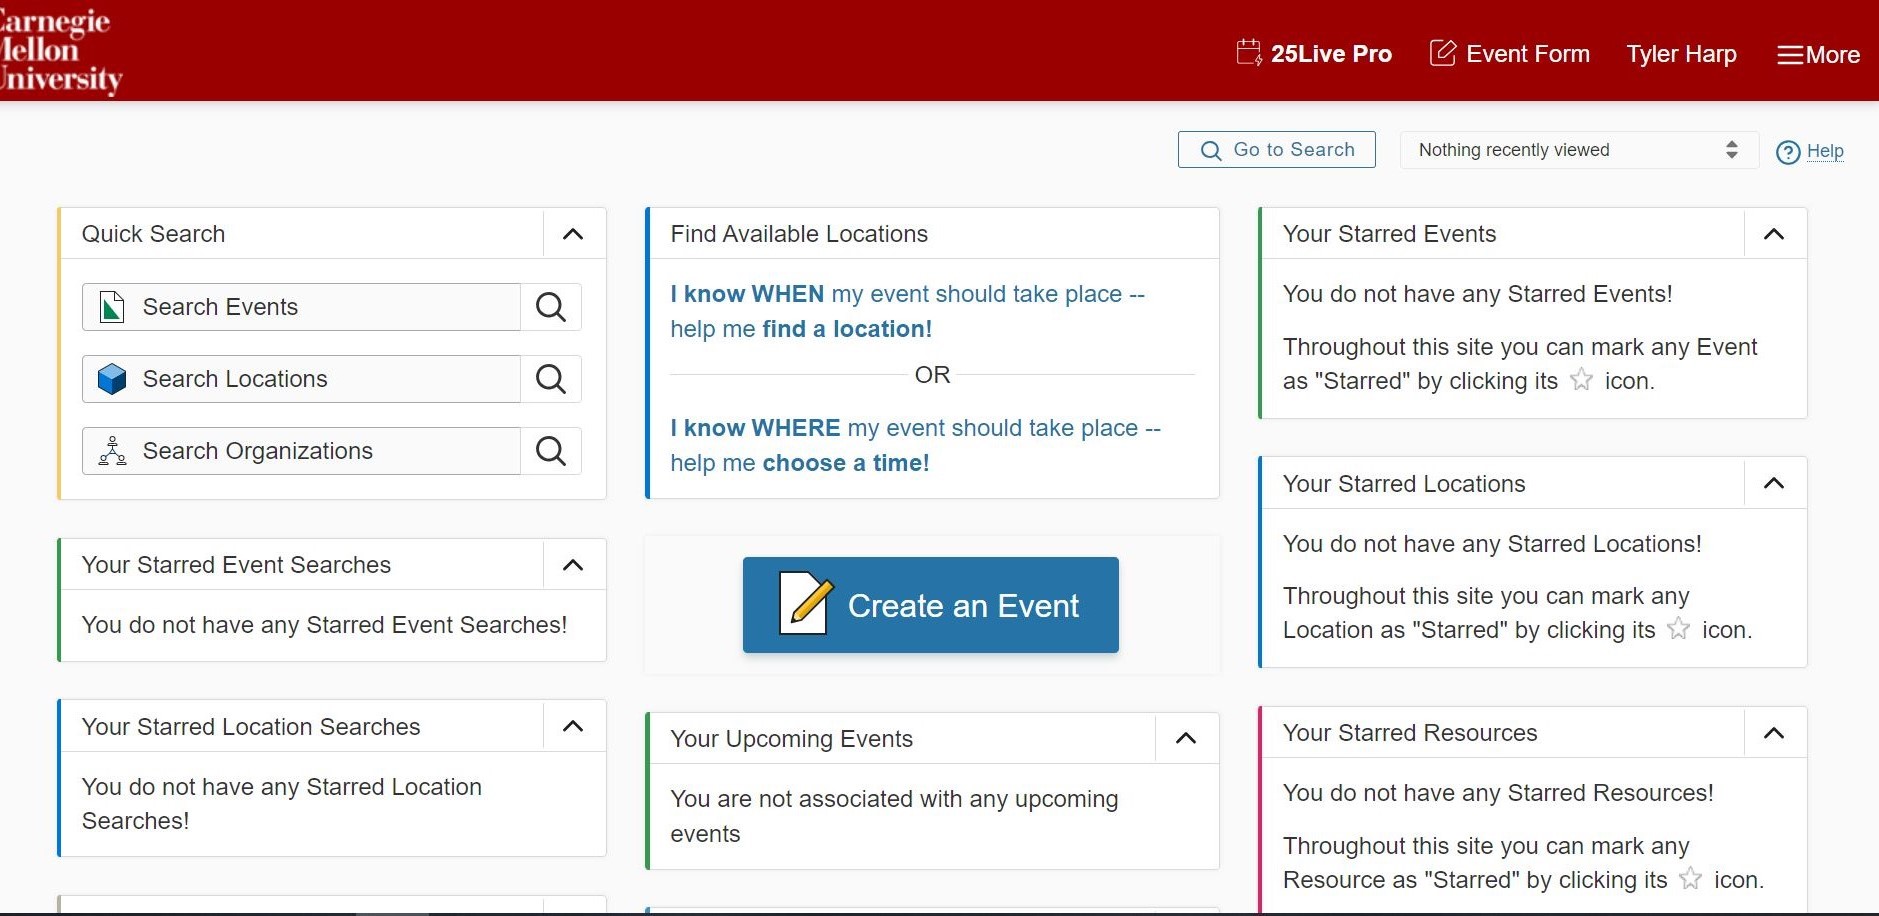 Carnegie
Mellon
University
25Live Pro
Event Form
Tyler Harp
More
Go to Search
Nothing recently viewed
Help
Quick Search
Search Events
Search Locations
Search Organizations
Your Starred Event Searches
You do not have any Starred Event Searches!
Your Starred Location Searches
You do not have any Starred Location
Searches!
Find Available Locations
I know WHEN my event should take place --
help me find a location!
OR
I know WHERE my event should take place --
help me choose a time!
Create an Event
Your Upcoming Events
You are not associated with any upcoming
events
Your Starred Events
You do not have any Starred Events!
Throughout this site you can mark any Event
as "Starred" by clicking its icon.
Your Starred Locations
You do not have any Starred Locations!
Throughout this site you can mark any
Location as "Starred" by clicking its icon.
Your Starred Resources
You do not have any Starred Resources!
Throughout this site you can mark any
Resource as "Starred" by clicking its icon.